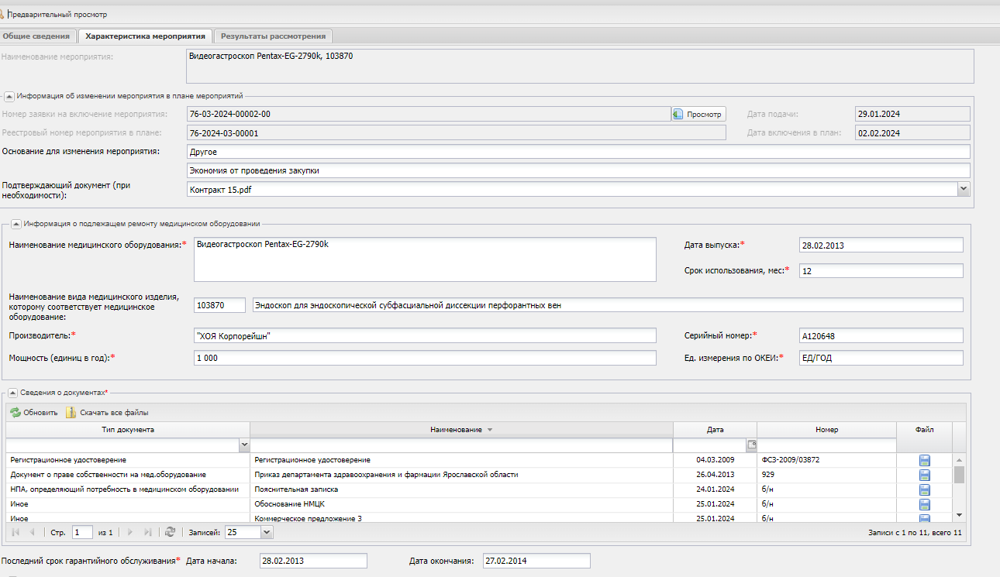 Предварительный просмотр
Общие сведения
Характеристика мероприятия
Результаты рассмотрения
Наименование мероприятия:
Видеогастроскоп Pentax-EG-2790k, 103870
Информация об изменении мероприятия в плане мероприятий
Номер заявки на включение мероприятия:
76-03-2024-00002-00
Просмотр
Дата подачи:
29.01.2024
Реестровый номер мероприятия в плане:
76-2024-03-00001
Дата включения в план:
02.02.2024
Основание для изменения мероприятия:
Другое
Экономия от проведения закупки
Подтверждающий документ (при
необходимости):
Контракт 15.pdf
Информация о подлежащем ремонту медицинском оборудовании
Наименование медицинского оборудования:*
Видеогастроскоп Pentax-EG-2790k
Дата выпуска:*
28.02.2013
Срок использования, мес:*
12
Наименование вида медицинского изделия,
которому соответствует медицинское
оборудование:
103870
Эндоскоп для эндоскопической субфасциальной диссекции перфорантных вен
Производитель:*
"ХОЯ Корпорейшн"
Серийный номер:*
A120648
Мощность (единиц в год):*
1 000
Ед. измерения по ОКЕИ:*
ЕД/ГОД
Сведения о документах*
Обновить
Скачать все файлы
Тип документа
Наименование
Дата
Номер
Файл
Регистрационное удостоверение
Регистрационное удостоверение
04.03.2009
ФСЗ-2009/03872
Документ о праве собственности на мед.оборудование
Приказ департамента здравоохранения и фармации Ярославской области
26.04.2013
929
НПА, определяющий потребность в медицинском оборудовании
Пояснительная записка
24.01.2024
б/н
Иное
Обоснование НМЦК
25.01.2024
б/н
Иное
Коммерческое предложение 3
25.01.2024
б/н
Стр.
1
из 1
Записей:
25
Записи с 1 по 11, всего 11
Последний срок гарантийного обслуживания*
Дата начала:
28.02.2013
Дата окончания:
27.02.2014